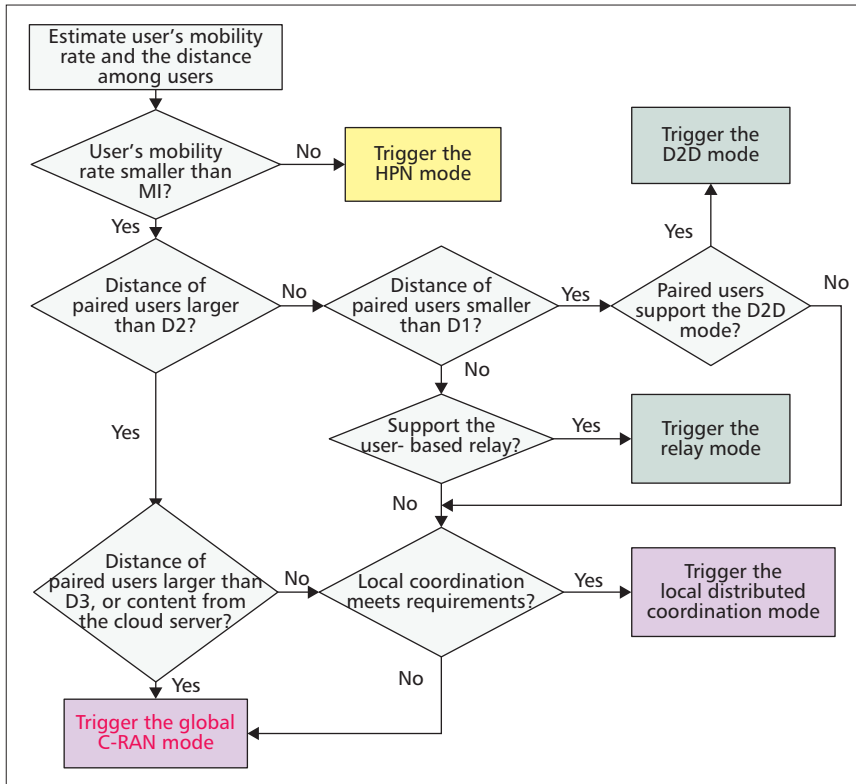 Estimate user's mobility
rate and the distance
among users
User's mobility
rate smaller than
MI?
No
Trigger the
HPN mode
Trigger the
D2D mode
Yes
Yes
Distance of
paired users larger
than D2?
No
Distance of
paired users smaller
than D1?
Yes
Paired users
support the D2D
mode?
No
No
Yes
Support the
user- based relay?
Yes
Trigger the
relay mode
No
Distance of
paired users larger than
D3, or content from
the cloud server?
No
Local coordination
meets requirements?
Yes
Trigger the
local distributed
coordination mode
Yes
No
Trigger the global
C-RAN mode